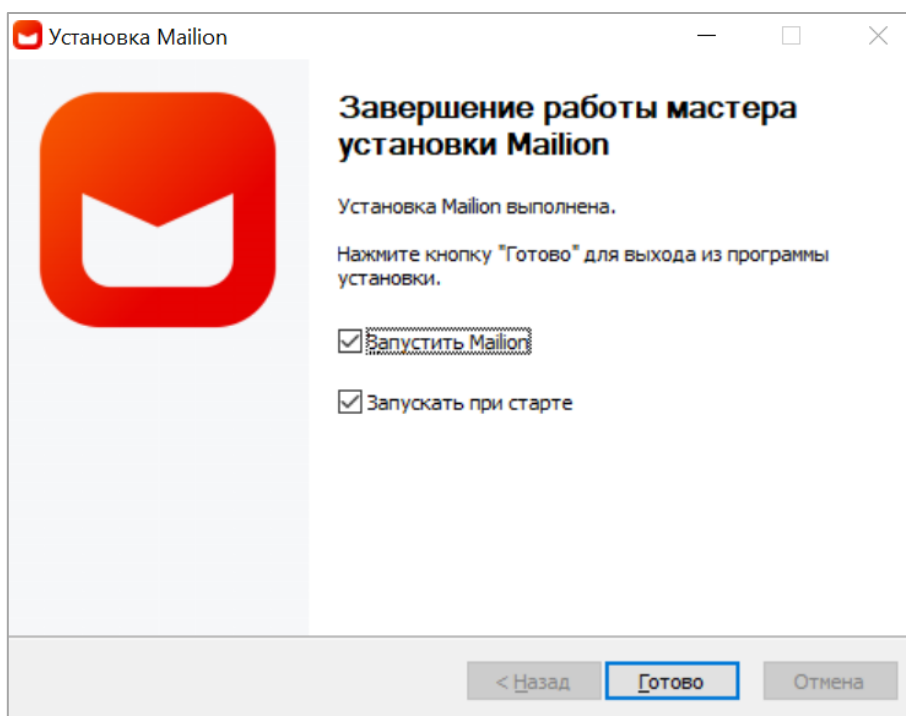 Установка Mailion
Завершение работы мастера
установки Mailion
Установка Mailion выполнена.
Нажмите кнопку "Готово" для выхода из программы
установки.
Запустить Mailion
Запускать при старте
< Назад
Готово
Отмена